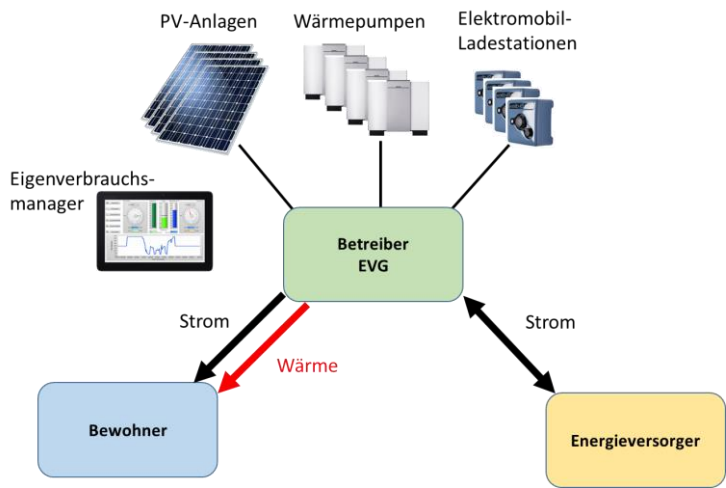 PV-Anlagen
Wärmepumpen
Elektromobil-
Ladestationen
Eigenverbrauchs-
manager
Betreiber
EVG
Strom
Strom
Wärme
Bewohner
Energieversorger